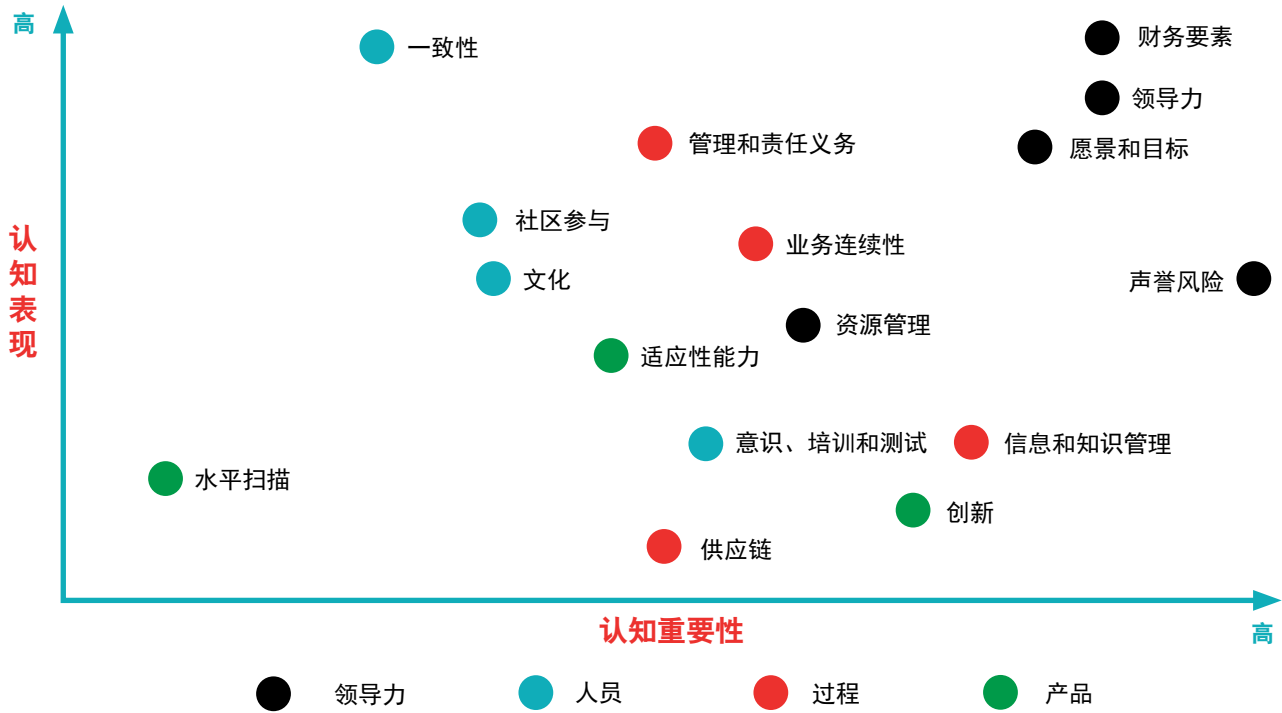 高
一致性
财务要素
领导力
管理和责任义务
愿景和目标
社区参与
业务连续性
文化
声誉风险
资源管理
适应性能力
意识、培训和测试
信息和知识管理
水平扫描
创新
供应链
认知表现
认知重要性
高
领导力
人员
过程
产品